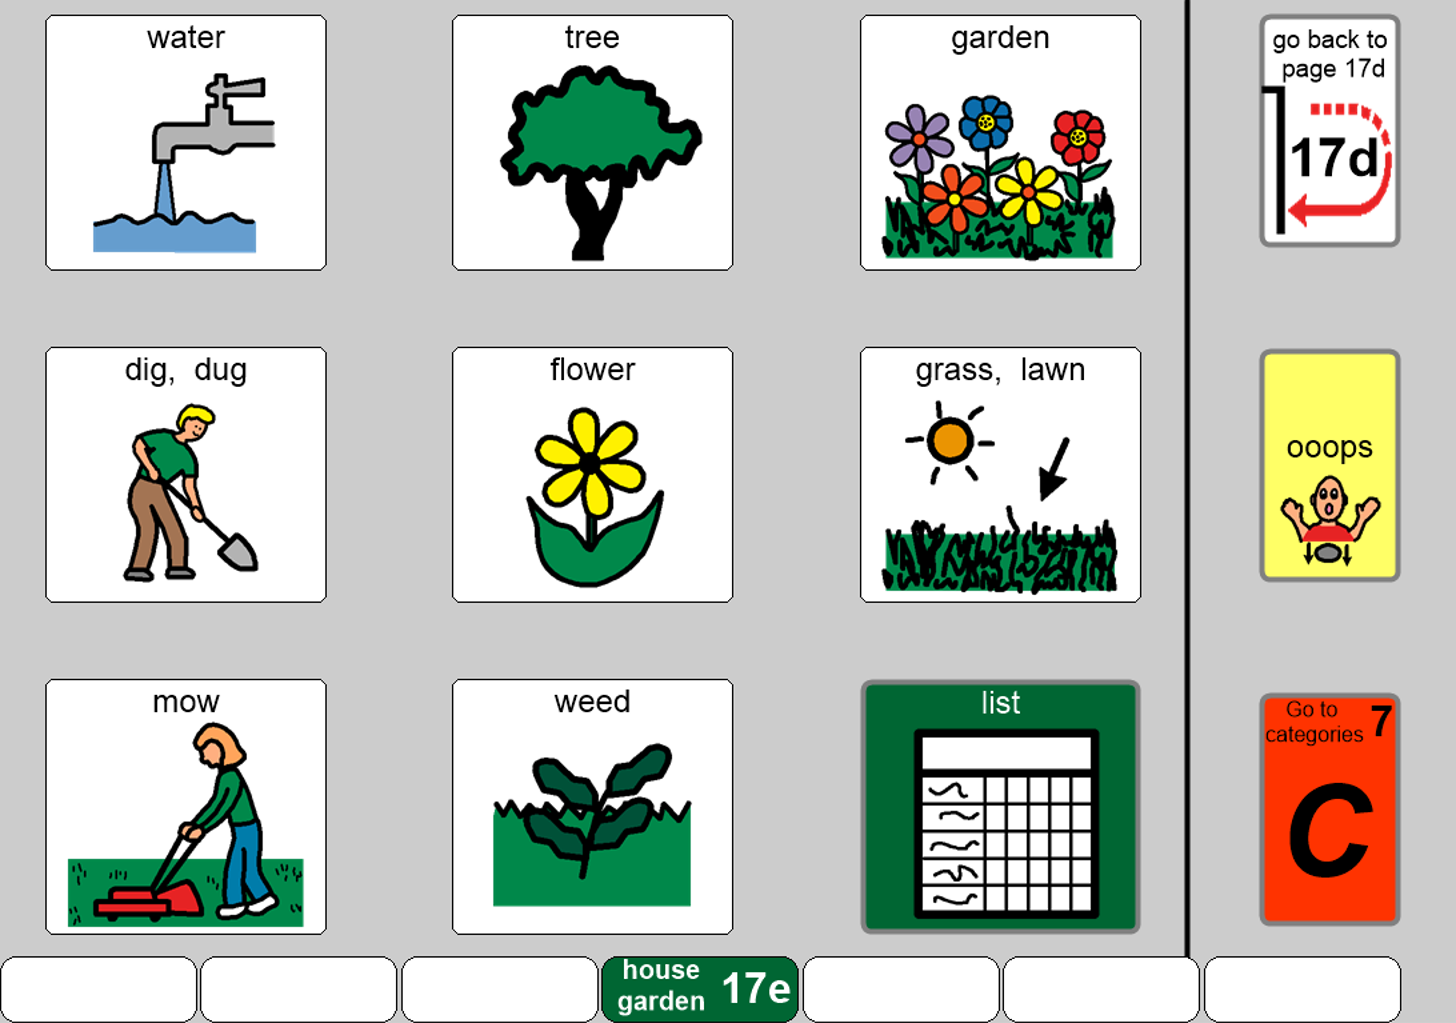 water
tree
garden
go back to
page 17d
17d
dig, dug
flower
grass, lawn
ooops
mow
weed
list
Go to
categories 7
C
house
garden 17e